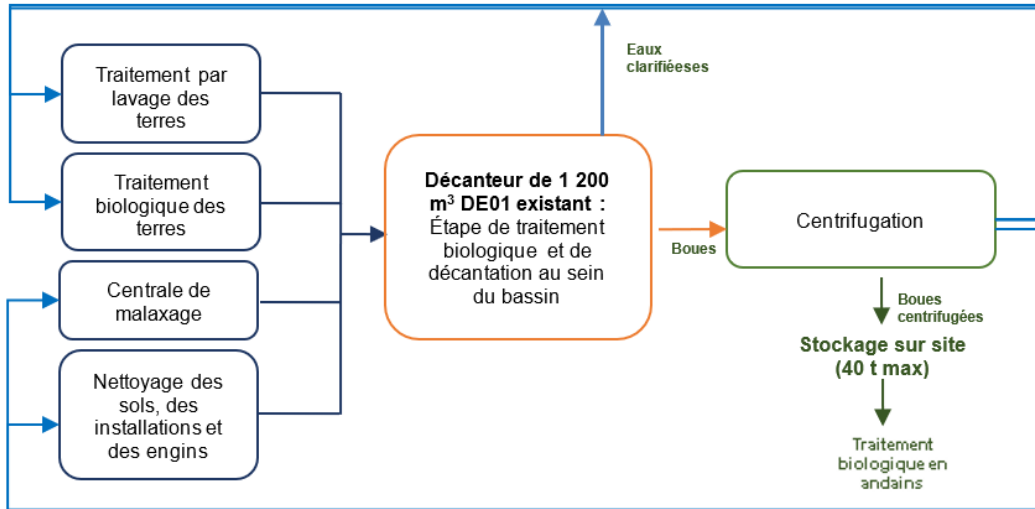 Traitement par
lavage des
terres
Traitement
biologique des
terres
Centrale de
malaxage
Nettoyage des
sols, des
installations et
des engins
Décanteur de 1 200
m³ DE01 existant :
Étape de traitement
biologique et de
décantation au sein
du bassin
Eaux
clarifiéeses
Boues
Centrifugation
Boues
centrifugées
Stockage sur site
(40 t max)
Traitement
biologique en
andains